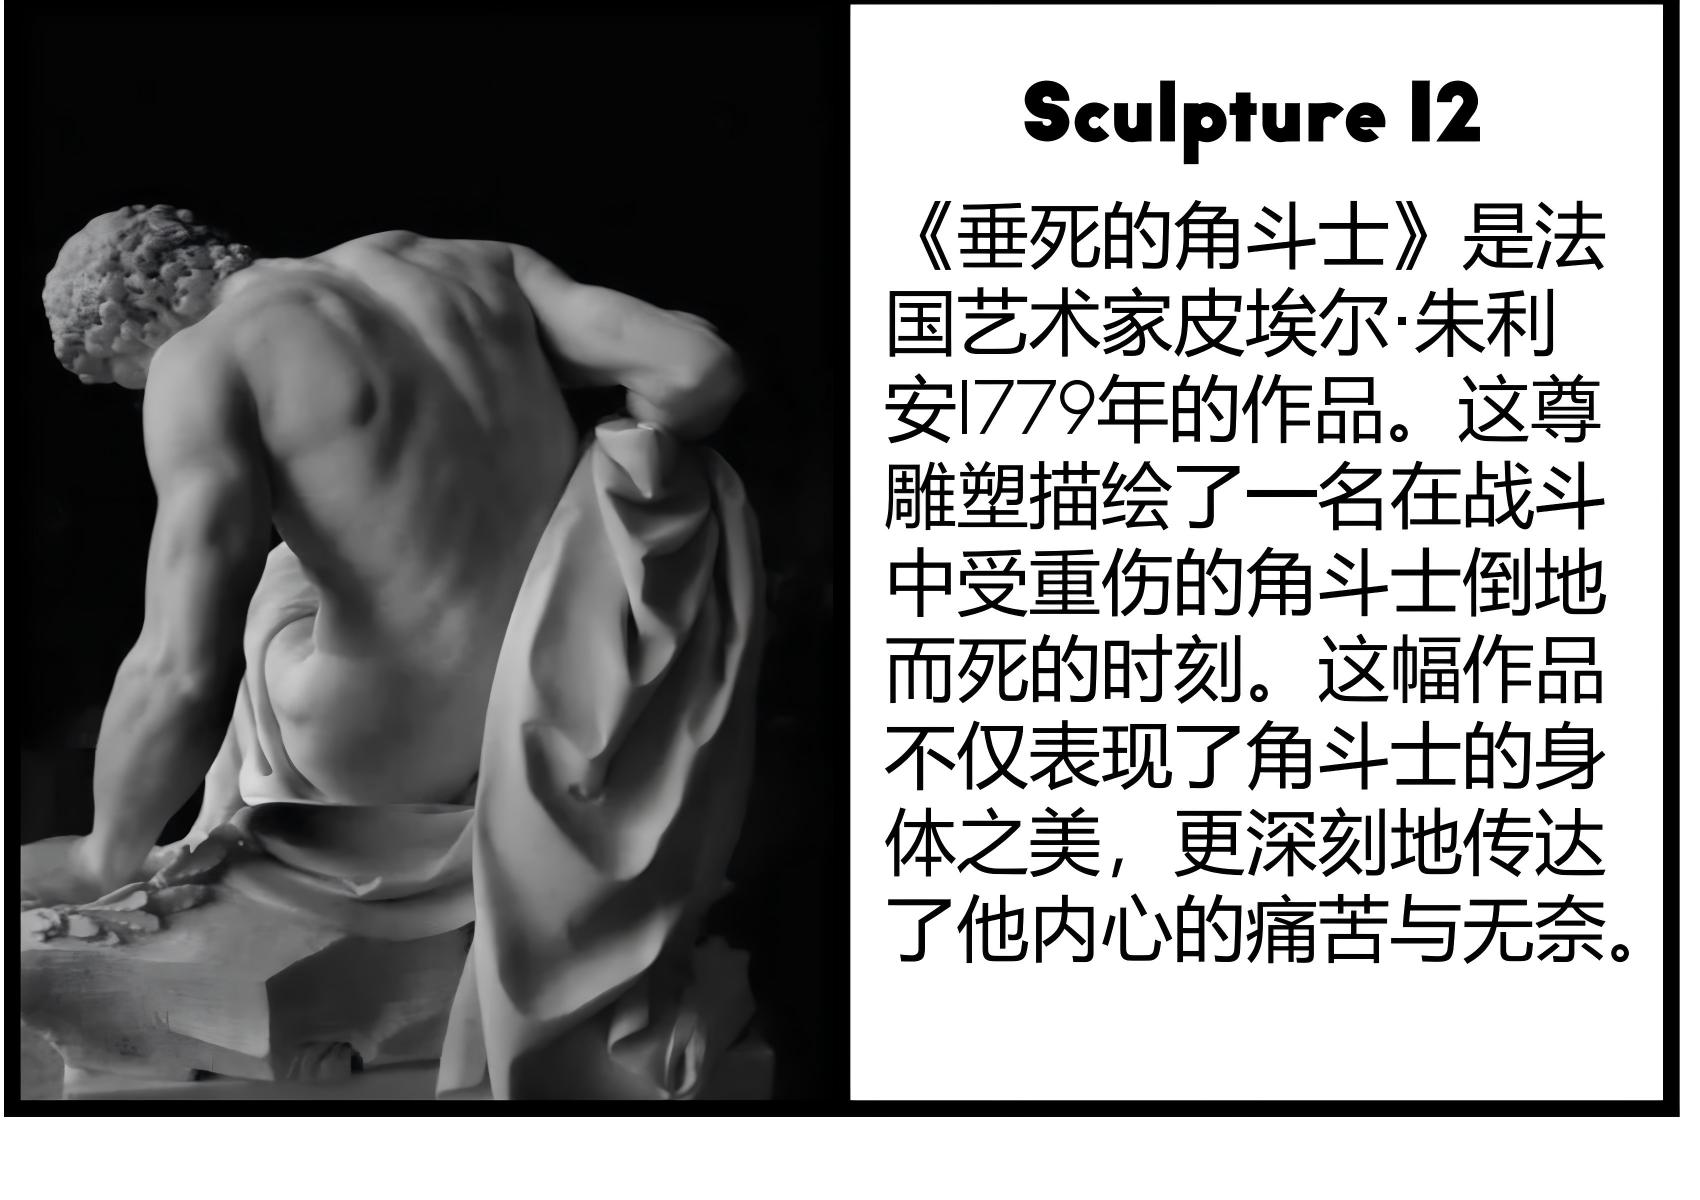 Sculpture 12
《垂死的角斗士》是法
国艺术家皮埃尔·朱利
安1779年的作品。这尊
雕塑描绘了一名在战斗
中受重伤的角斗士倒地
而死的时刻。这幅作品
不仅表现了角斗士的身
体之美，更深刻地传达
了他内心的痛苦与无奈。